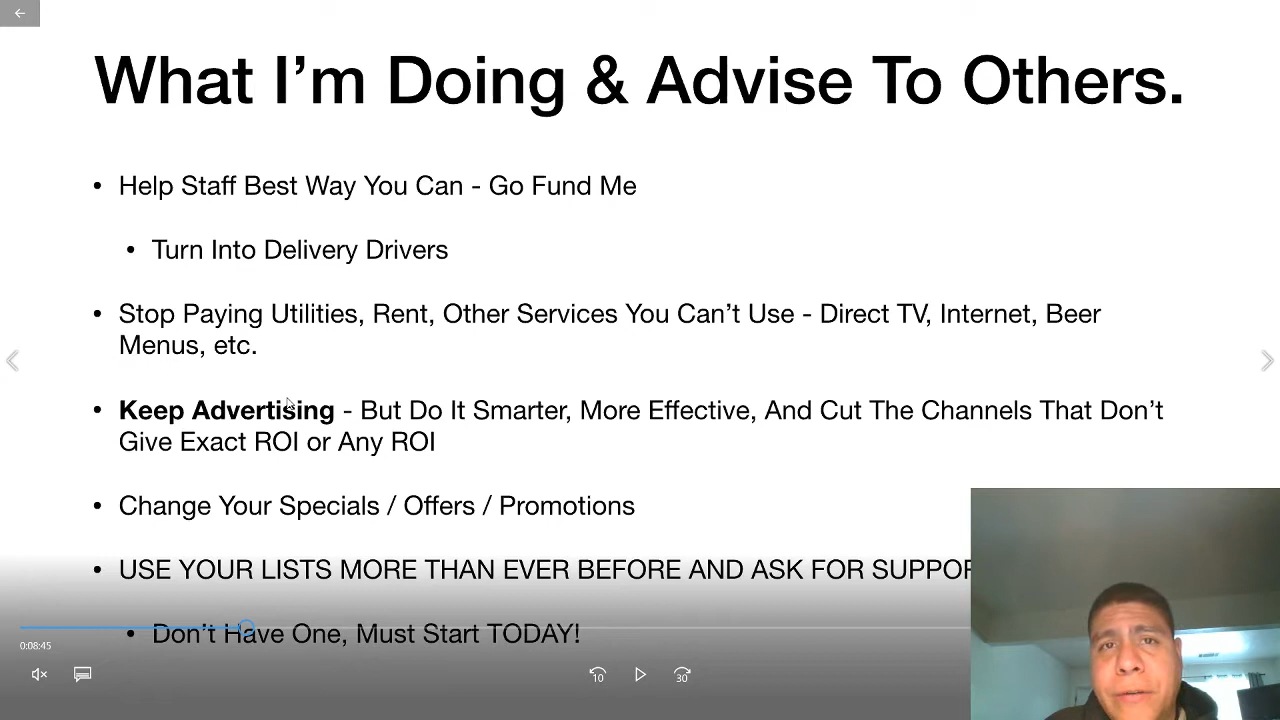 What I'm Doing & Advise To Others.
• Help Staff Best Way You Can - Go Fund Me
• Turn Into Delivery Drivers
• Stop Paying Utilities, Rent, Other Services You Can't Use - Direct TV, Internet, Beer
Menus, etc.
• Keep Advertising - But Do It Smarter, More Effective, And Cut The Channels That Don't
Give Exact ROI or Any ROI
• Change Your Specials / Offers / Promotions
• USE YOUR LISTS MORE THAN EVER BEFORE AND ASK FOR SUPPOR
• Don't Have One, Must Start TODAY!
0:08:45
10
30